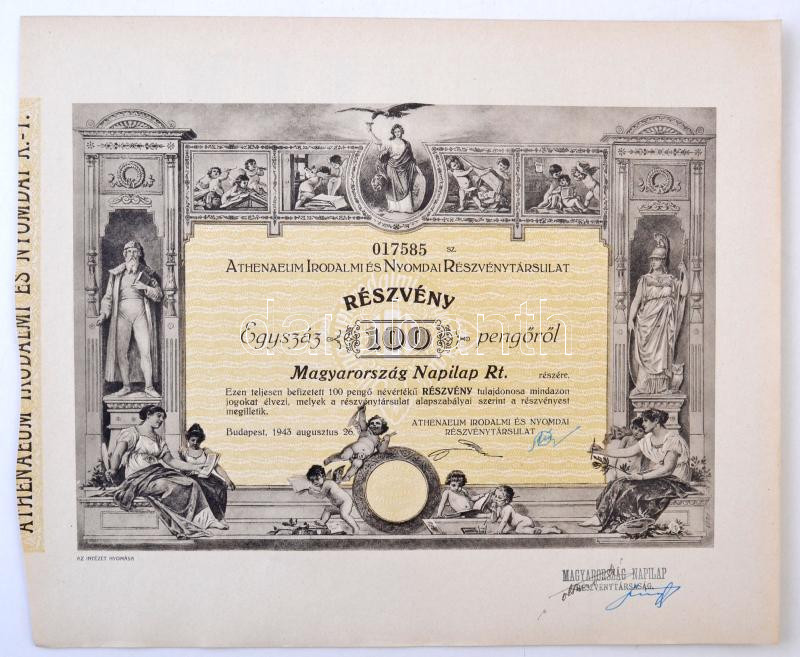 ATHENAEUM IRODALMI ÉS NYOMDAI R.-T.
017585 SZ.
ATHENAEUM IRODALMI ÉS NYOMDAI RÉSZVÉNYTÁRSULAT
RÉSZVÉNY
Egyszáz 100 pengőről
Magyarország Napilap Rt. részére.
Ezen teljesen befizetett 100 pengő névértékű RÉSZVÉNY tulajdonosa mindazon
jogokat élvezi, melyek a részvénytársulat alapszabályai szerint a részvényest
megilletik.
Budapest, 1943 augusztus 26.
ATHENAEUM IRODALMI ÉS NYOMDAI
RÉSZVÉNYTÁRSULAT
AZ INTÉZET NYOMÁSA
MAGYARORSZÁG NAPILAP
RÉSZVÉNYTÁRSASÁG.